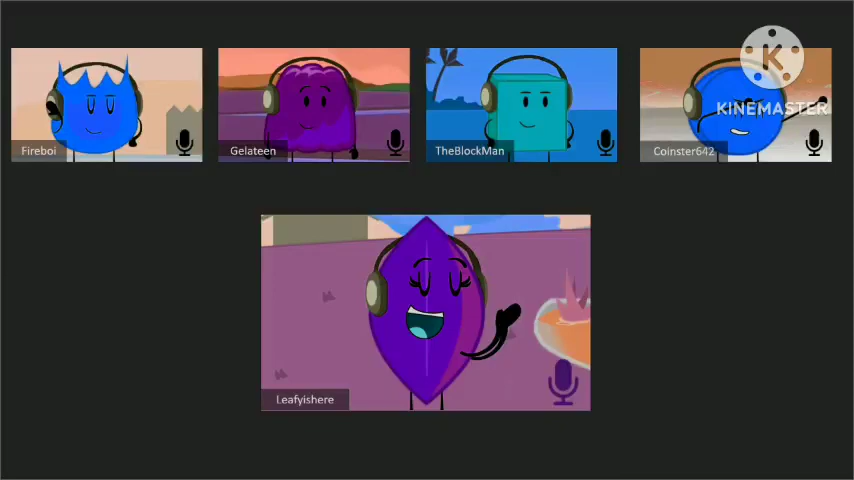 K
KINEMASTER
Fireboi
Gelateen
TheBlockMan
Coinster642
Leafyishere